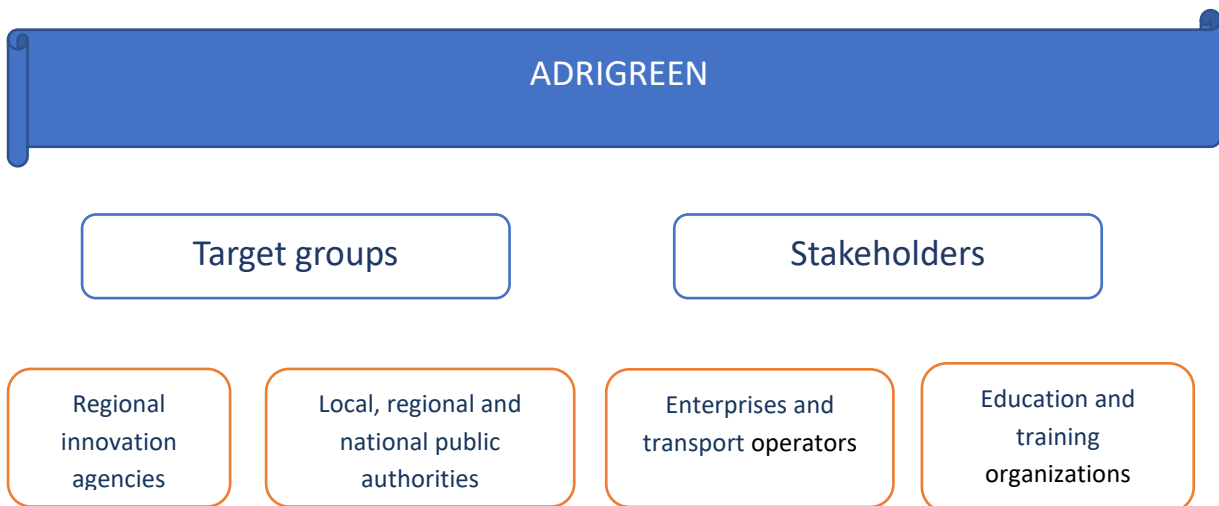 ADRIGREEN
Target groups
Stakeholders
Regional
innovation
agencies
Local, regional and
national public
authorities
Enterprises and
transport operators
Education and
training
organizations